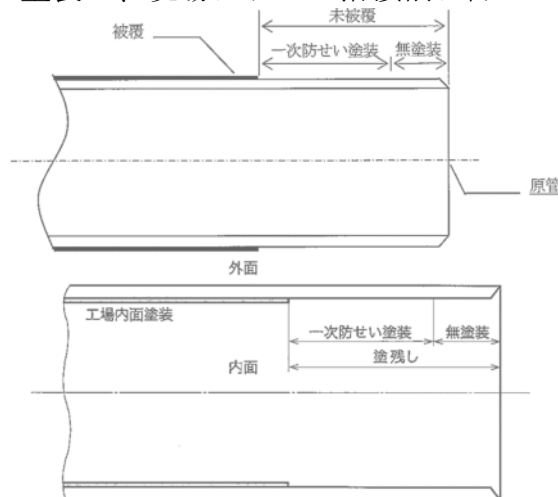 未被覆
被覆
一次防せい塗装
無塗装
原管
外面
工場内面塗装
一次防せい塗装
無塗装
塗残し
内面